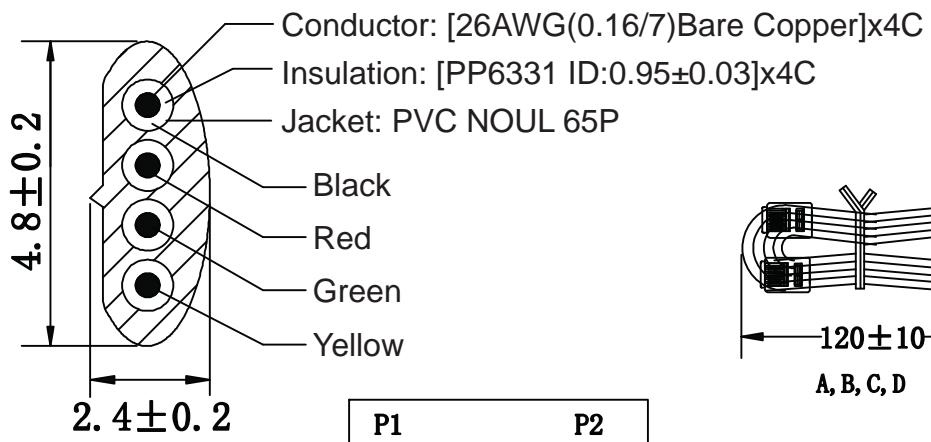 Conductor: [26AWG(0.16/7)Bare Copper]x4C
Insulation: [PP6331 ID:0.95±0.03]x4C
Jacket: PVC NOUL 65P
Black
Red
Green
Yellow
4.8±0.2
2.4±0.2
120±10
A, B, C, D
P1 P2